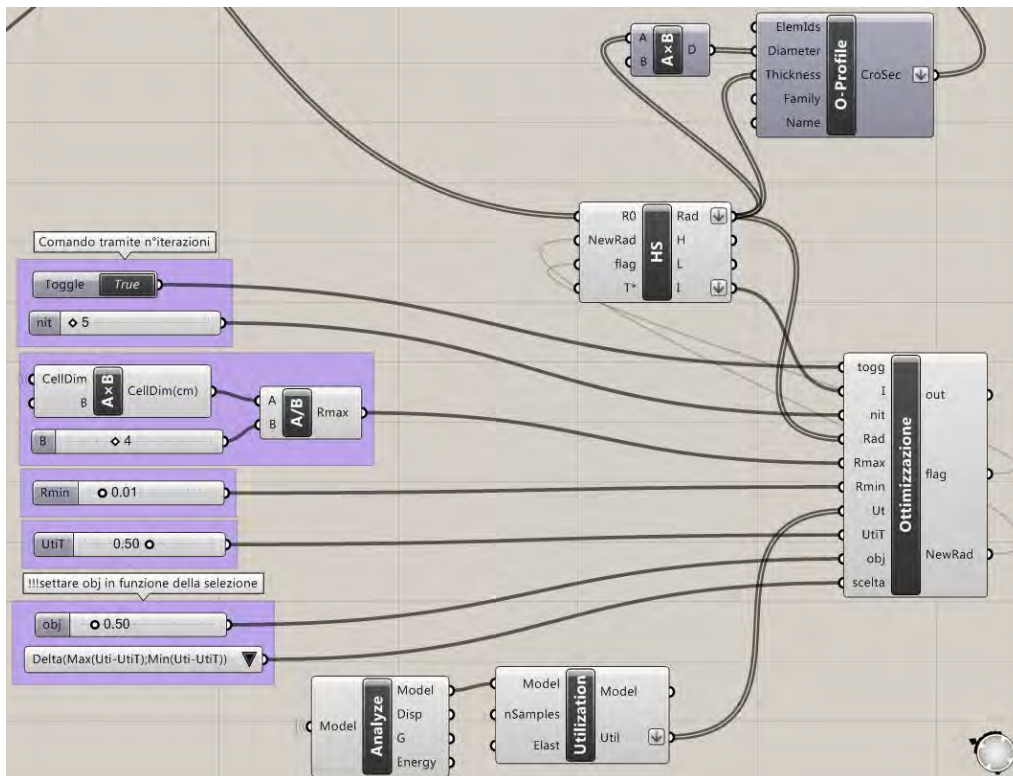 A
B
A×B
D
ElemIds
Diameter
Thickness
Family
Name
O-Profile
CroSec
R0
NewRad
flag
T*
HS
Rad
H
L
I
Comando tramite n°iterazioni
Toggle True
nit 5
CellDim
B
A×B
CellDim(cm)
A
B
A/B
Rmax
B 4
Rmin 0.01
UtiT 0.50
!!!settare obj in funzione della selezione
obj 0.50
Delta(Max(Uti-UtiT);Min(Uti-UtiT))
togg
I
nit
Rad
Rmax
Rmin
Ut
UtiT
obj
scelta
Ottimizzazione
out
flag
NewRad
Model
Analyze
Model
Disp
G
Energy
Model
nSamples
Elast
Utilization
Model
Util